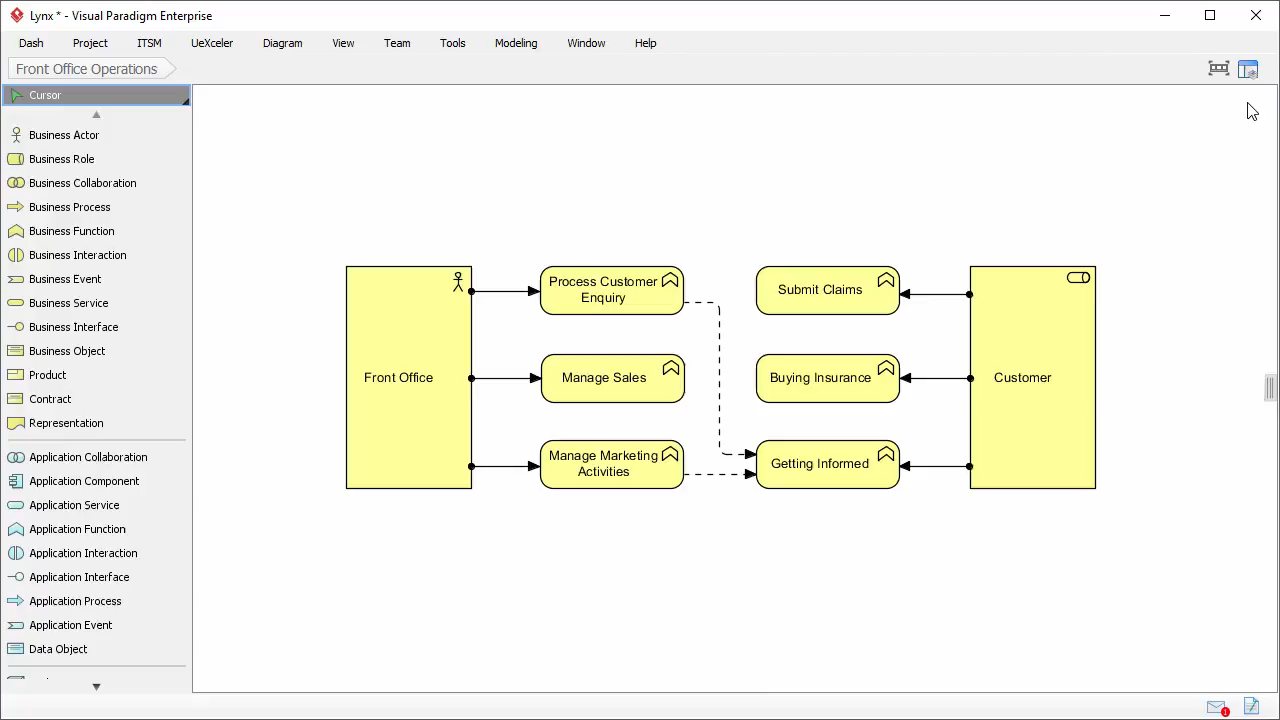 Lynx * - Visual Paradigm Enterprise
Dash Project ITSM UeXceler Diagram View Team Tools Modeling Window Help
Front Office Operations
Cursor
Business Actor
Business Role
Business Collaboration
Business Process
Business Function
Business Interaction
Business Event
Business Service
Business Interface
Business Object
Product
Contract
Representation
Application Collaboration
Application Component
Application Service
Application Function
Application Interaction
Application Interface
Application Process
Application Event
Data Object
Front Office
Process Customer
Enquiry
Manage Sales
Manage Marketing
Activities
Submit Claims
Buying Insurance
Getting Informed
Customer
1